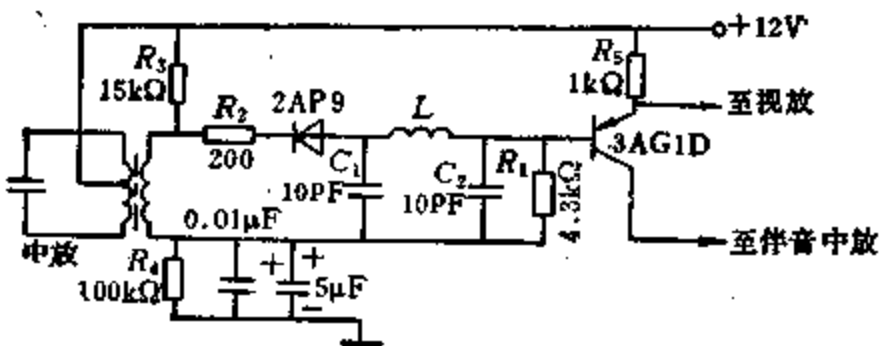 +12V
R3
15kΩ
R2
200
2AP9
L
R5
1kΩ
至视放
3AG1D
C1
10PF
C2
10PF
R1
4.3kΩ
0.01μF
中放
R4
100kΩ
+
+
5μF
−
至伴音中放